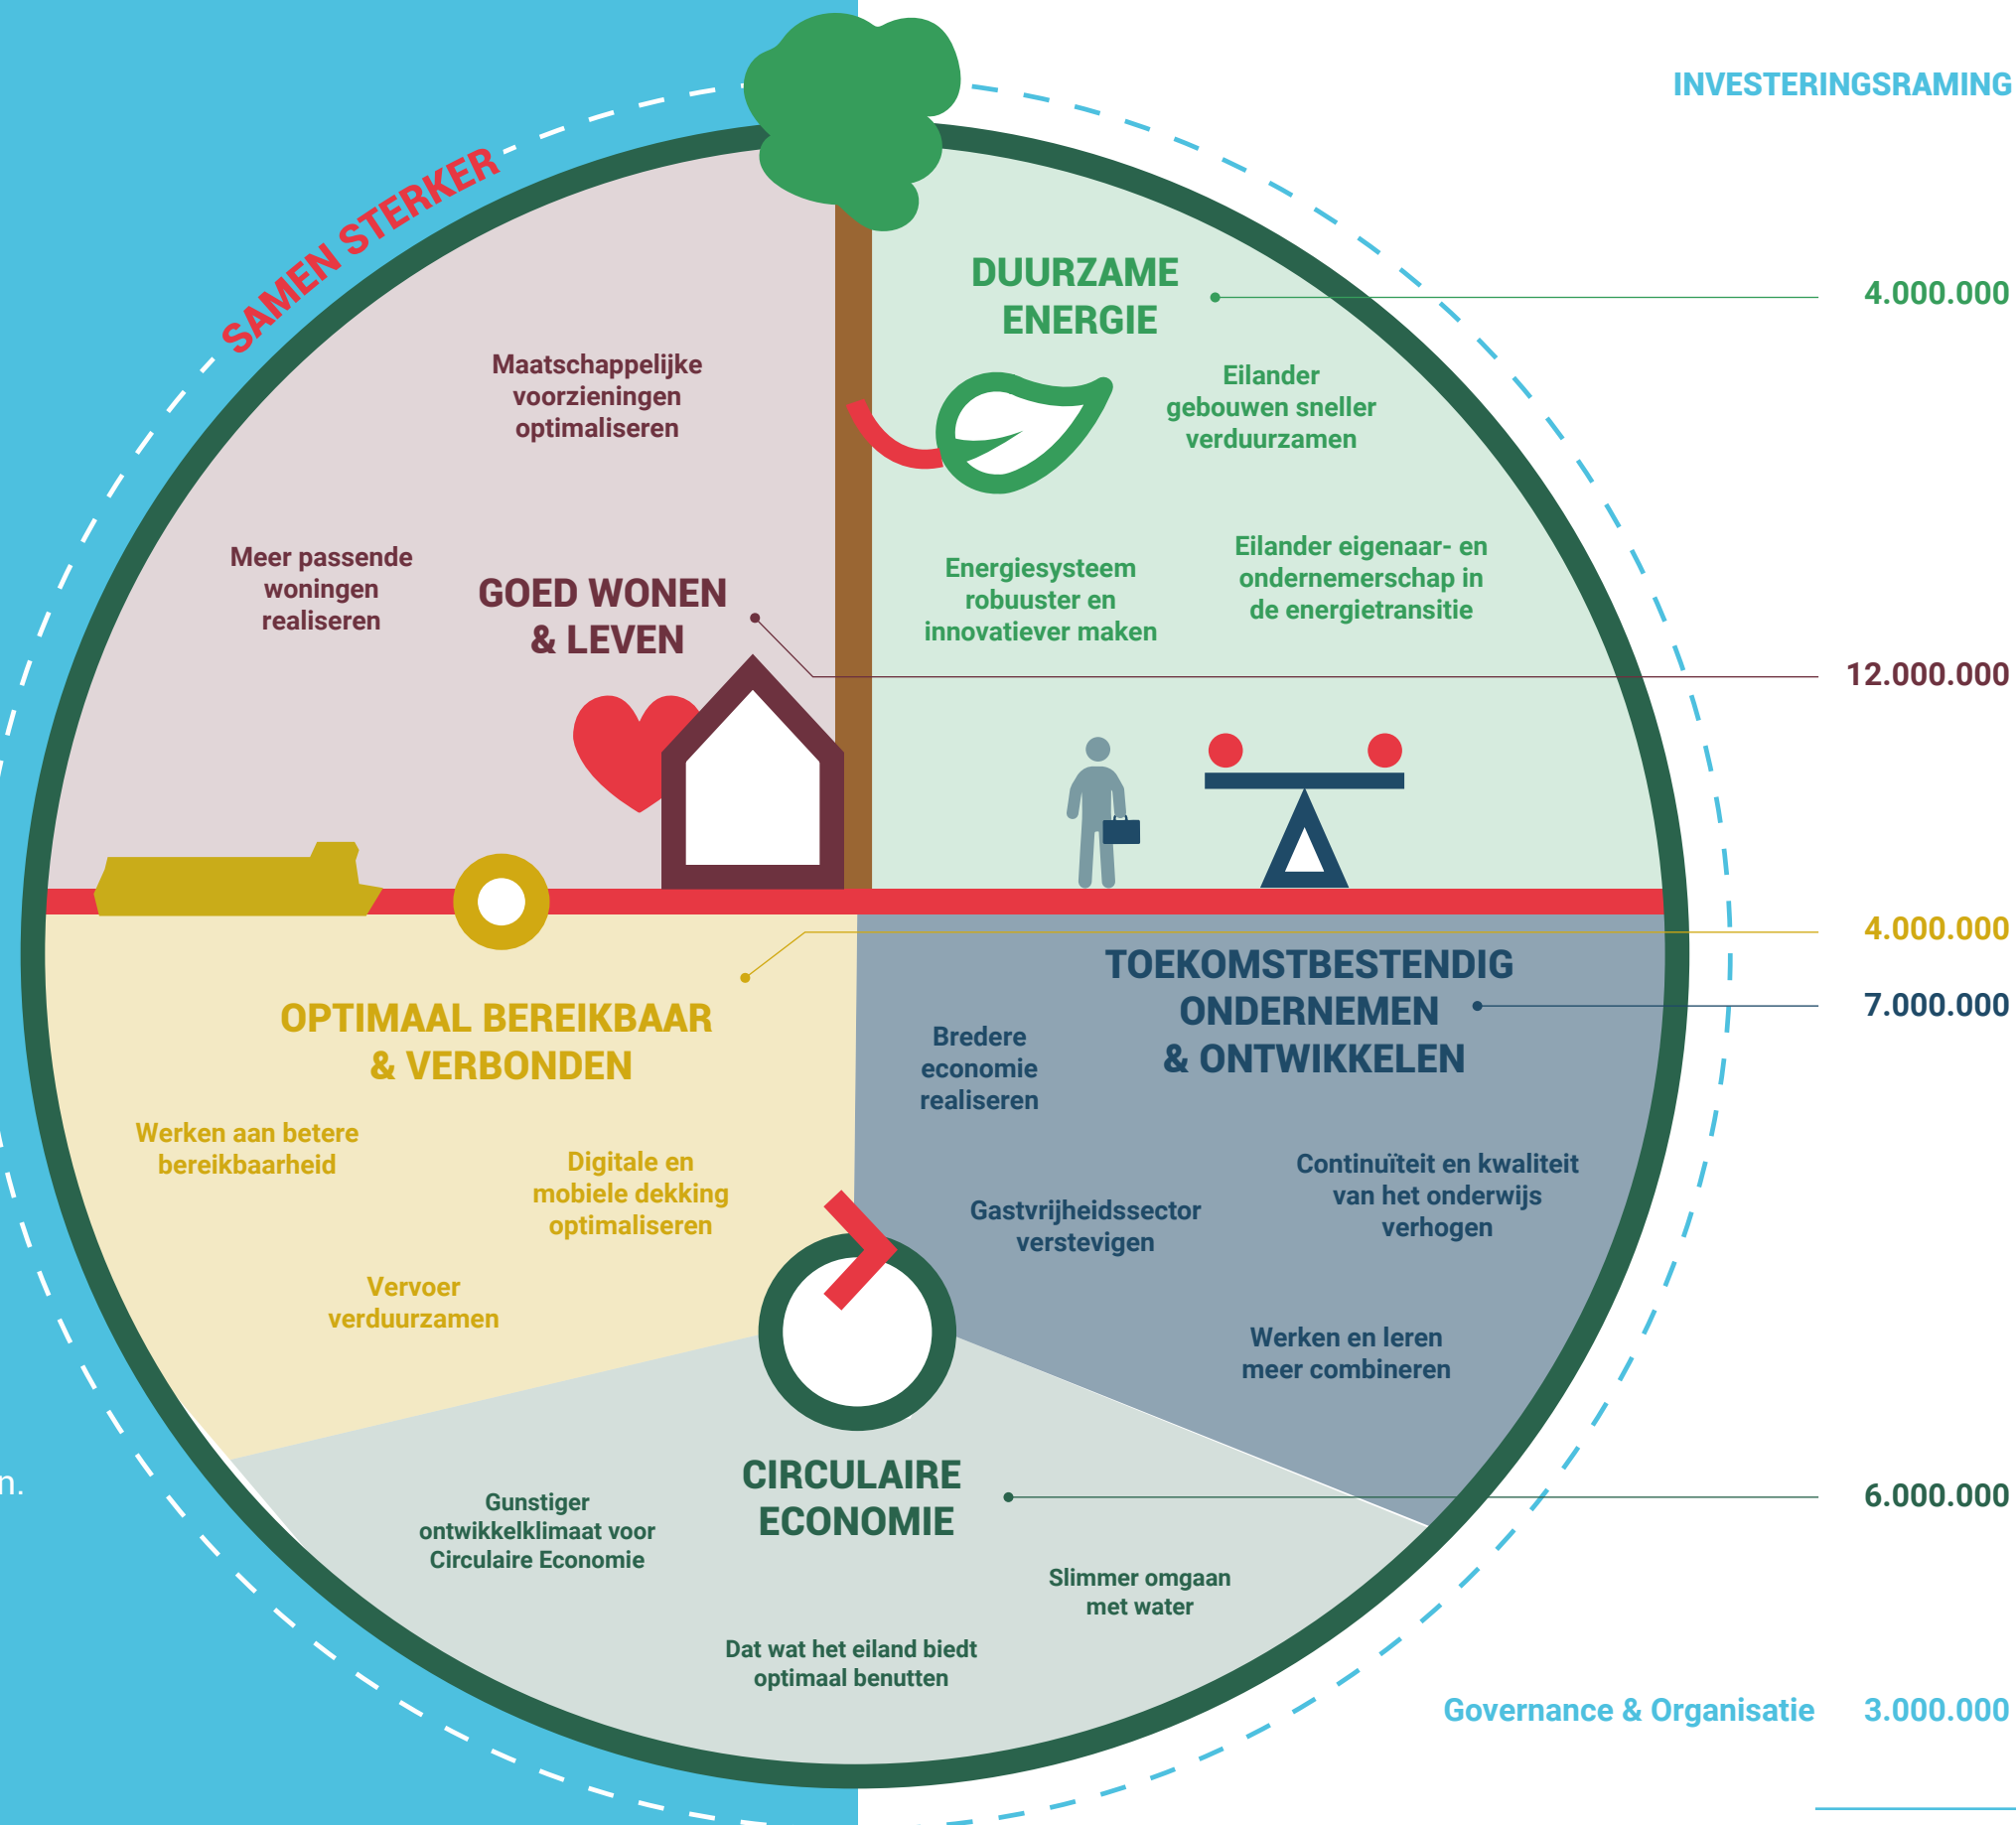 INVESTERINGSRAMING
SAMEN STERKER
DUURZAME
ENERGIE
4.000.000
Eilander
gebouwen sneller
verduurzamen
Energiesysteem
robuuster en
innovatiever maken
Eilander eigenaar- en
ondernemerschap in
de energietransitie
Maatschappelijke
voorzieningen
optimaliseren
Meer passende
woningen
realiseren
GOED WONEN
& LEVEN
12.000.000
4.000.000
OPTIMAAL BEREIKBAAR
& VERBONDEN
Werken aan betere
bereikbaarheid
Digitale en
mobiele dekking
optimaliseren
Vervoer
verduurzamen
TOEKOMSTBESTENDIG
ONDERNEMEN
& ONTWIKKELEN
7.000.000
Bredere
economie
realiseren
Gastvrijheidssector
verstevigen
Continuïteit en kwaliteit
van het onderwijs
verhogen
Werken en leren
meer combineren
n.
CIRCULAIRE
ECONOMIE
6.000.000
Gunstiger
ontwikkelklimaat voor
Circulaire Economie
Slimmer omgaan
met water
Dat wat het eiland biedt
optimaal benutten
Governance & Organisatie 3.000.000